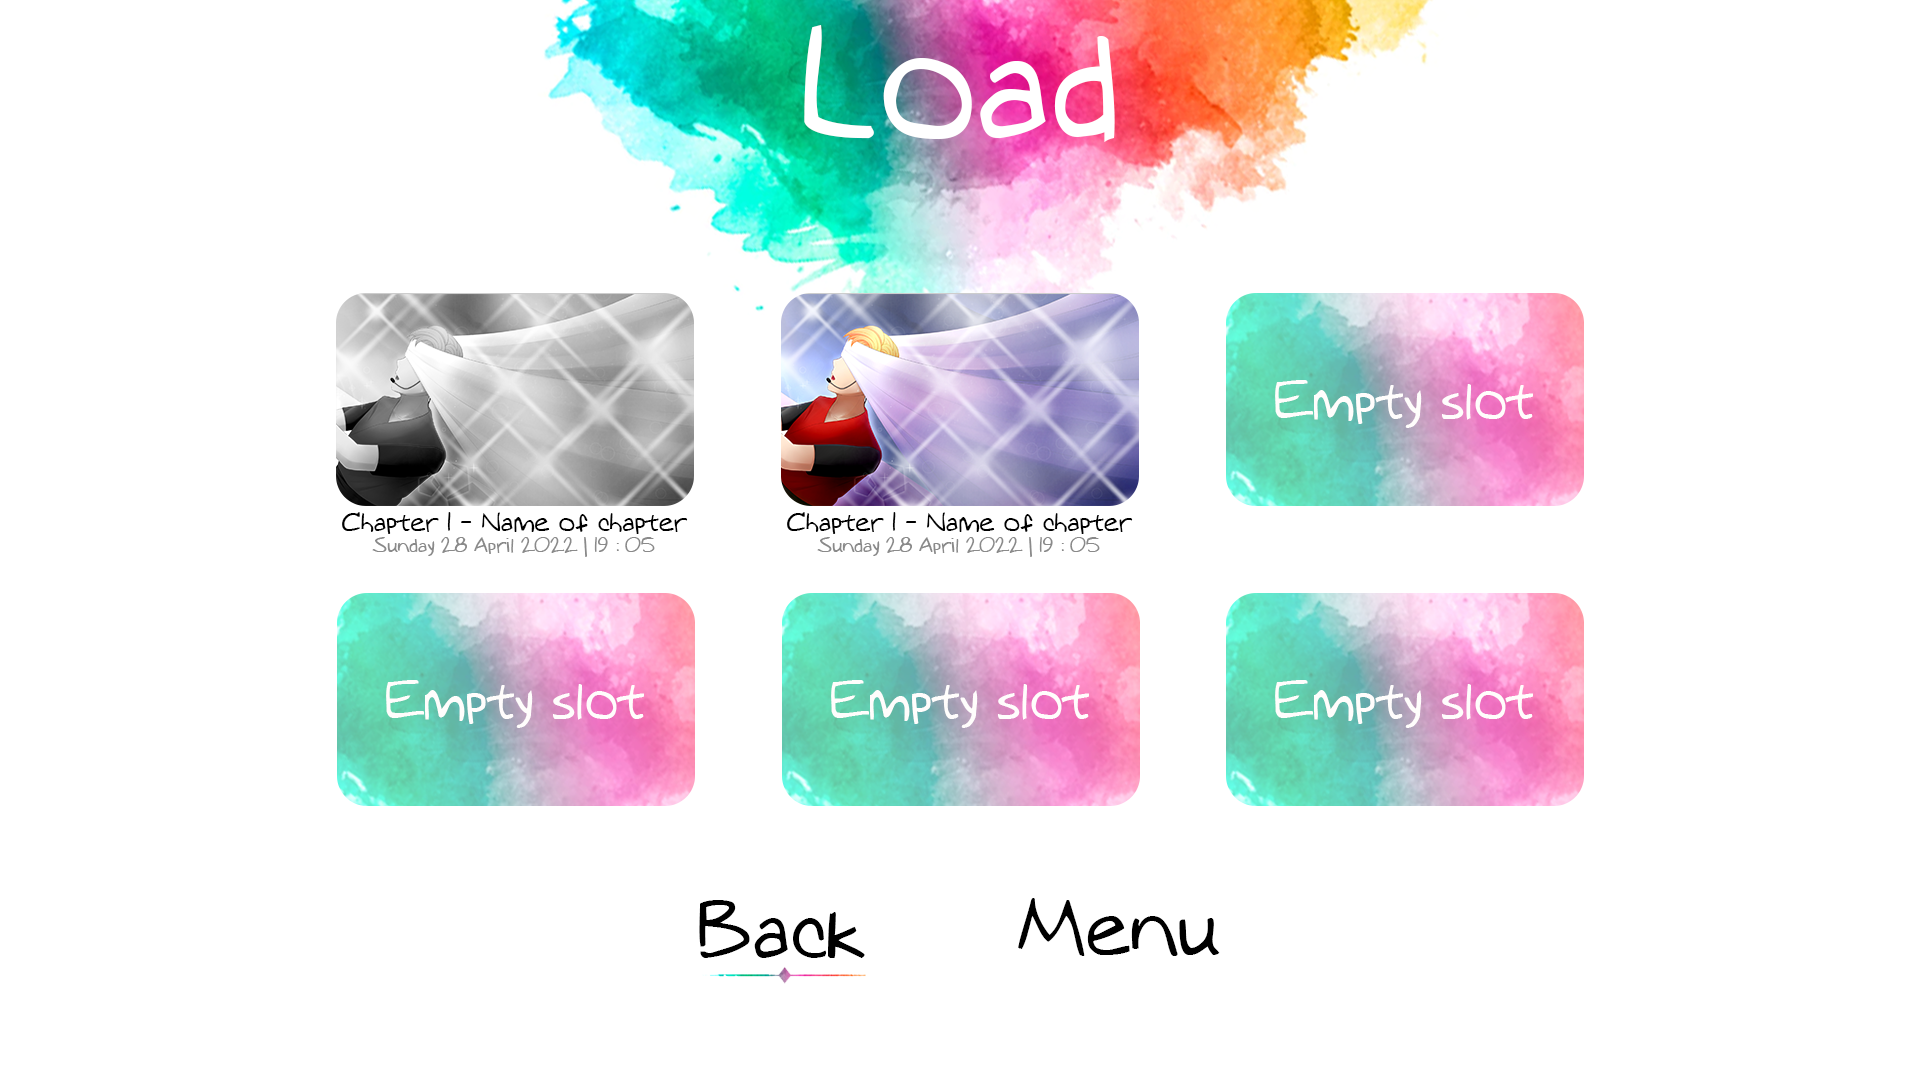 Load
Chapter 1 - Name of chapter
Sunday 28 April 2022 | 19 : 05
Chapter 1 - Name of chapter
Sunday 28 April 2022 | 19 : 05
Empty slot
Empty slot
Empty slot
Empty slot
Back
Menu